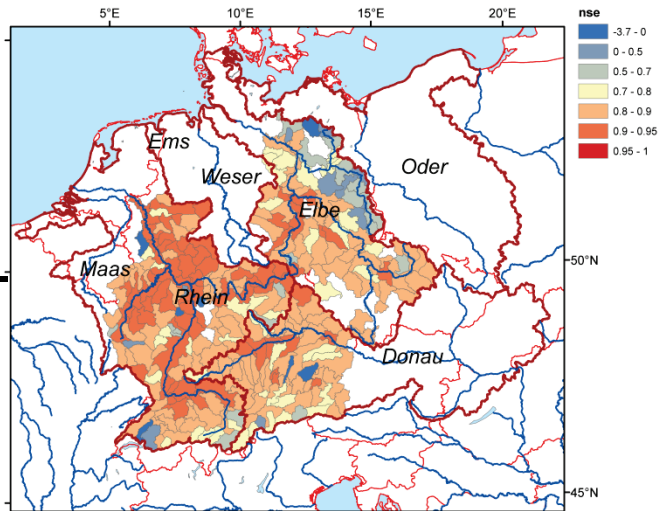 5°E 10°E 15°E 20°E
nse
-3.7 - 0
0 - 0.5
0.5 - 0.7
0.7 - 0.8
0.8 - 0.9
0.9 - 0.95
0.95 - 1
Ems
Weser
Oder
Elbe
50°N
Maas
Rhein
Donau
45°N